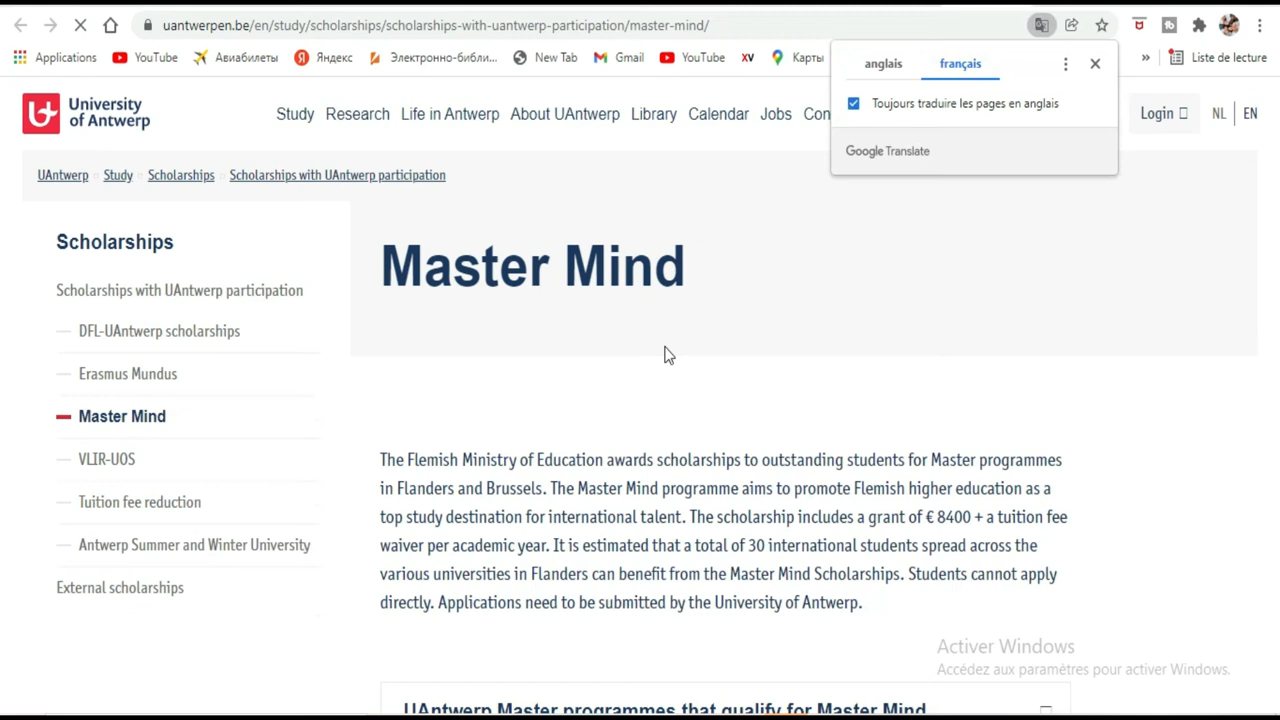 uantwerpen.be/en/study/scholarships/scholarships-with-uantwerp-participation/master-mind/
Applications YouTube Авиабилеты Яндекс Электронно-библи... New Tab Gmail YouTube XV Карты » Liste de lecture
anglais français
Toujours traduire les pages en anglais
Google Translate
University
of Antwerp
Study Research Life in Antwerp About UAntwerp Library Calendar Jobs Con Login NL EN
UAntwerp Study Scholarships Scholarships with UAntwerp participation
Scholarships
Scholarships with UAntwerp participation
DFL-UAntwerp scholarships
Erasmus Mundus
Master Mind
VLIR-UOS
Tuition fee reduction
Antwerp Summer and Winter University
External scholarships
Master Mind
The Flemish Ministry of Education awards scholarships to outstanding students for Master programmes
in Flanders and Brussels. The Master Mind programme aims to promote Flemish higher education as a
top study destination for international talent. The scholarship includes a grant of € 8400 + a tuition fee
waiver per academic year. It is estimated that a total of 30 international students spread across the
various universities in Flanders can benefit from the Master Mind Scholarships. Students cannot apply
directly. Applications need to be submitted by the University of Antwerp.
Activer Windows
Accédez aux paramètres pour activer Windows.
UAntwerp Master programmes that qualify for Master Mind